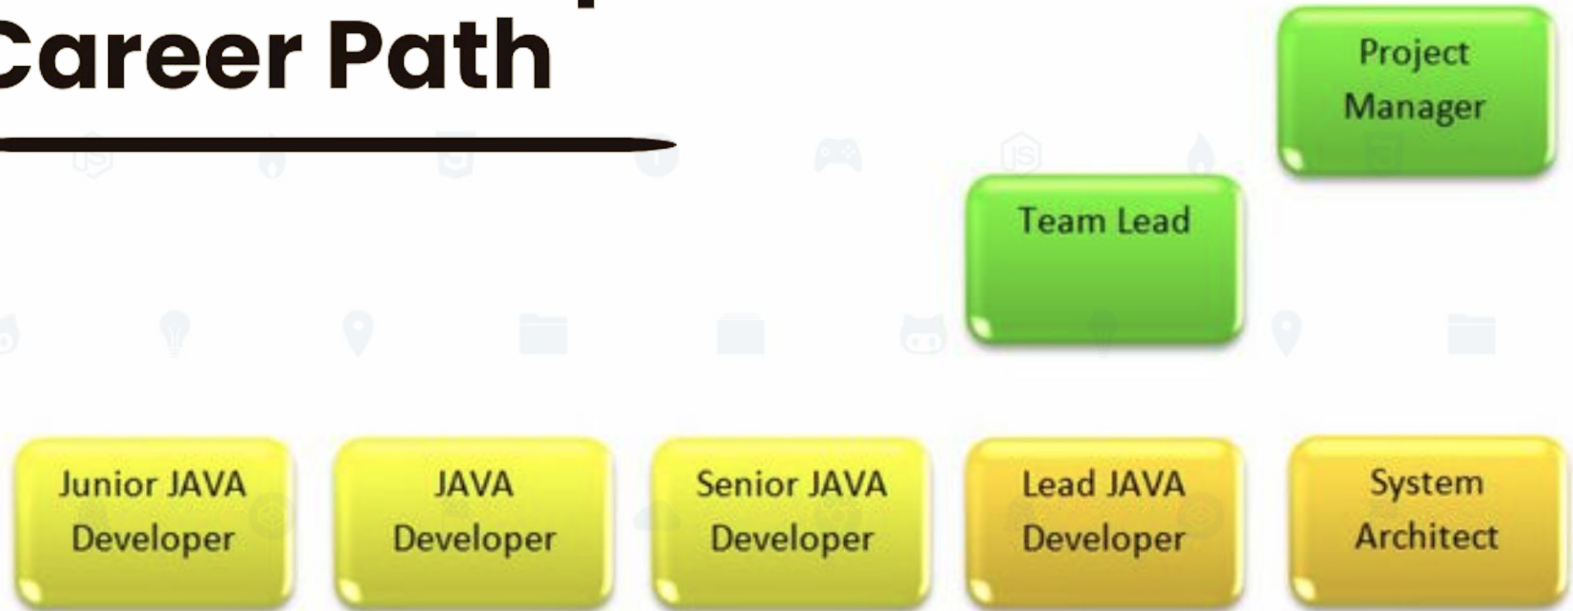 Career Path
Project
Manager
Team Lead
Junior JAVA
Developer
JAVA
Developer
Senior JAVA
Developer
Lead JAVA
Developer
System
Architect